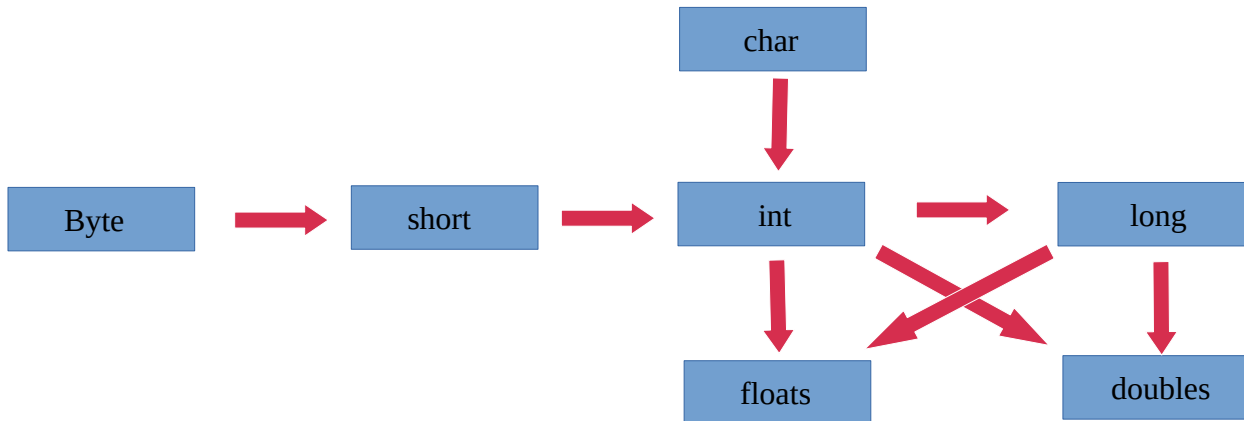 char
Byte
short
int
long
floats
doubles